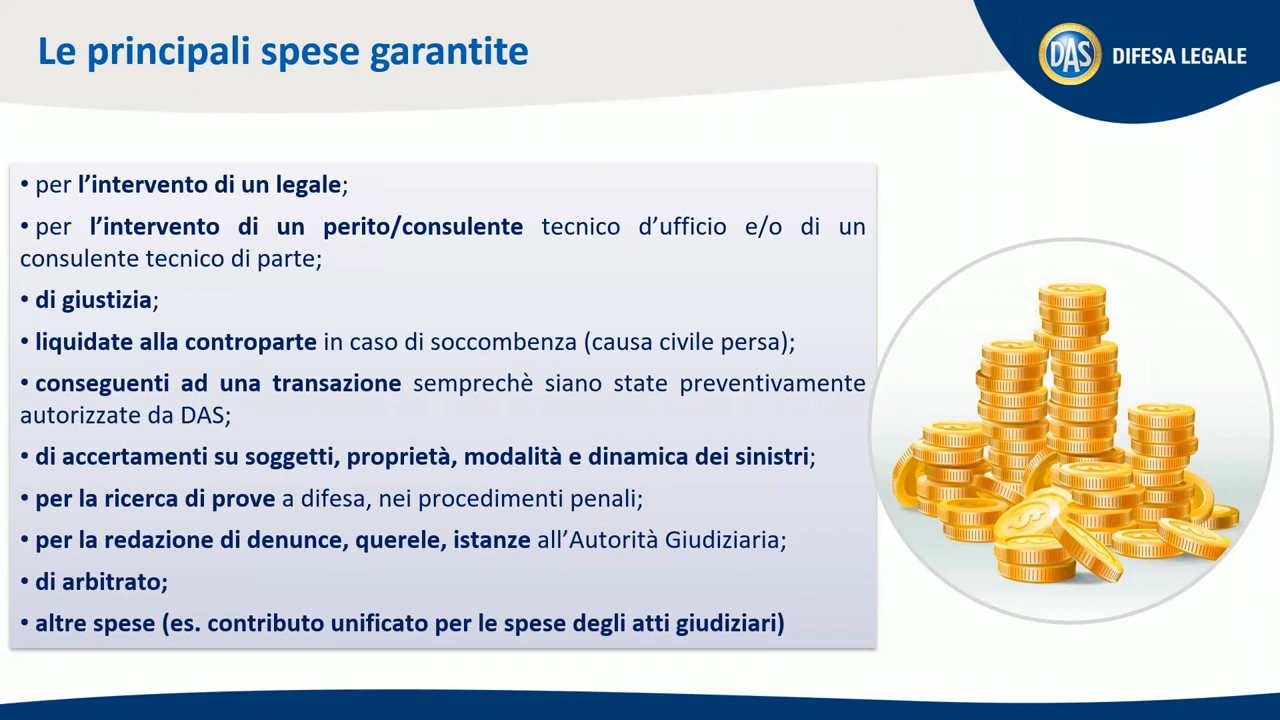 Le principali spese garantite
DAS DIFESA LEGALE
• per l’intervento di un legale;
• per l’intervento di un perito/consulente tecnico d’ufficio e/o di un
consulente tecnico di parte;
• di giustizia;
• liquidate alla controparte in caso di soccombenza (causa civile persa);
• conseguenti ad una transazione semprechè siano state preventivamente
autorizzate da DAS;
• di accertamenti su soggetti, proprietà, modalità e dinamica dei sinistri;
• per la ricerca di prove a difesa, nei procedimenti penali;
• per la redazione di denunce, querele, istanze all’Autorità Giudiziaria;
• di arbitrato;
• altre spese (es. contributo unificato per le spese degli atti giudiziari)